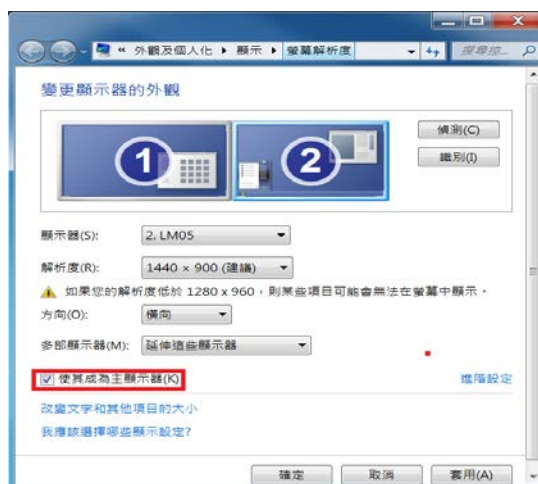 « 外觀及個人化 ▸ 顯示 ▸ 螢幕解析度
搜尋控...
變更顯示器的外觀
1
2
偵測(C)
識別(I)
顯示器(S): 2. LM05
解析度(R): 1440 × 900 (建議)
如果您的解析度低於 1280 x 960，則某些項目可能會無法在螢幕中顯示。
方向(O): 橫向
多部顯示器(M): 延伸這些顯示器
使其成為主顯示器(K)
進階設定
改變文字和其他項目的大小
我應該選擇哪些顯示設定?
確定 取消 套用(A)